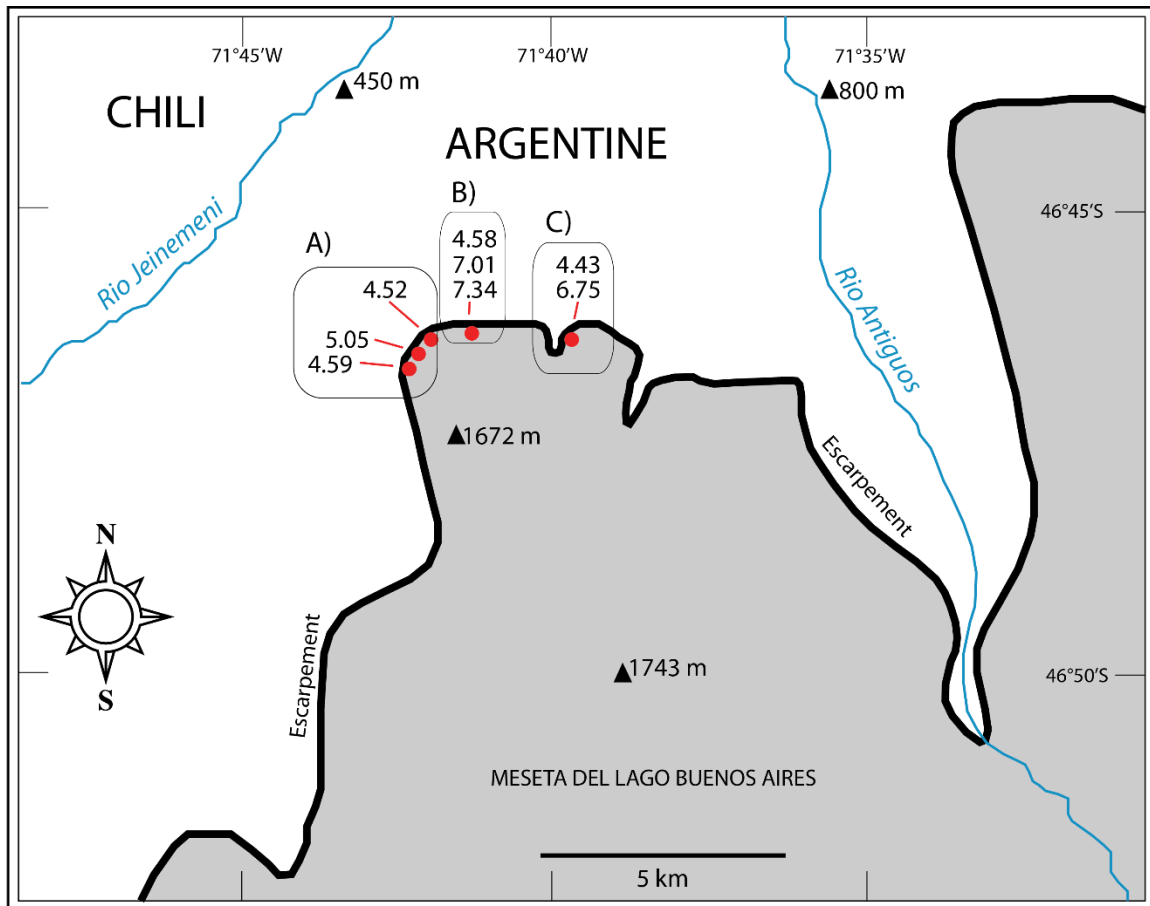 71°45'W
71°40'W
71°35'W
450 m
800 m
CHILI
ARGENTINE
Rio Jeinemeni
46°45'S
A)
B)
C)
4.58
7.01
7.34
4.43
6.75
4.52
5.05
4.59
Rio Antiguos
1672 m
Escarpement
N
S
Escarpement
1743 m
46°50'S
MESETA DEL LAGO BUENOS AIRES
5 km